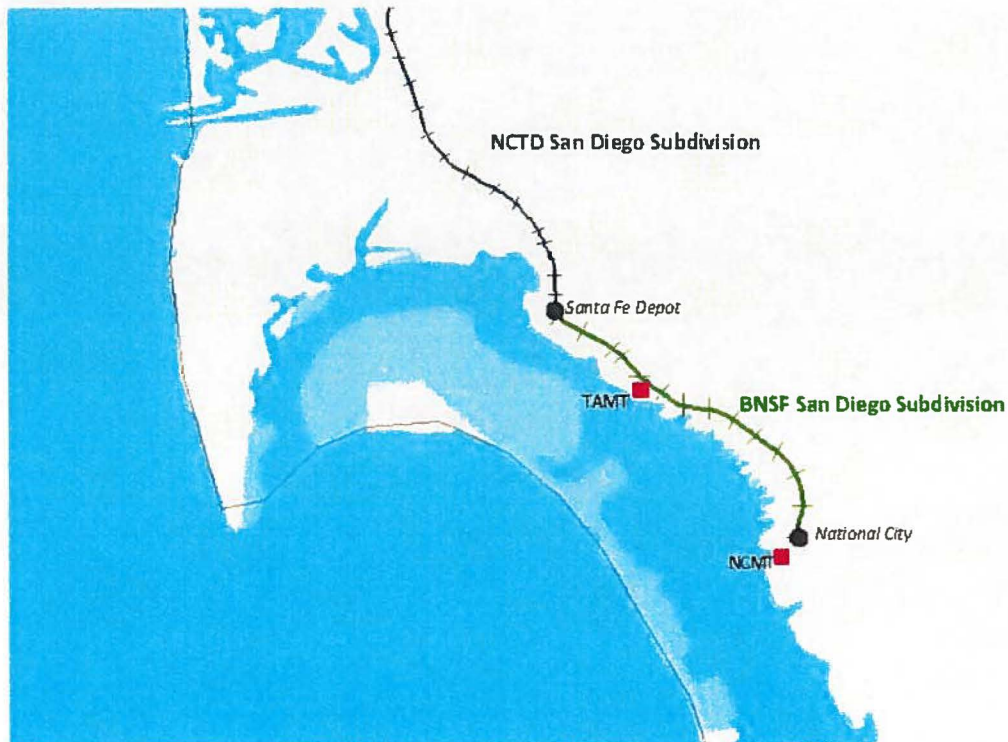 NCTD San Diego Subdivision
Santa Fe Depot
TAMT
BNSF San Diego Subdivision
National City
NCMT